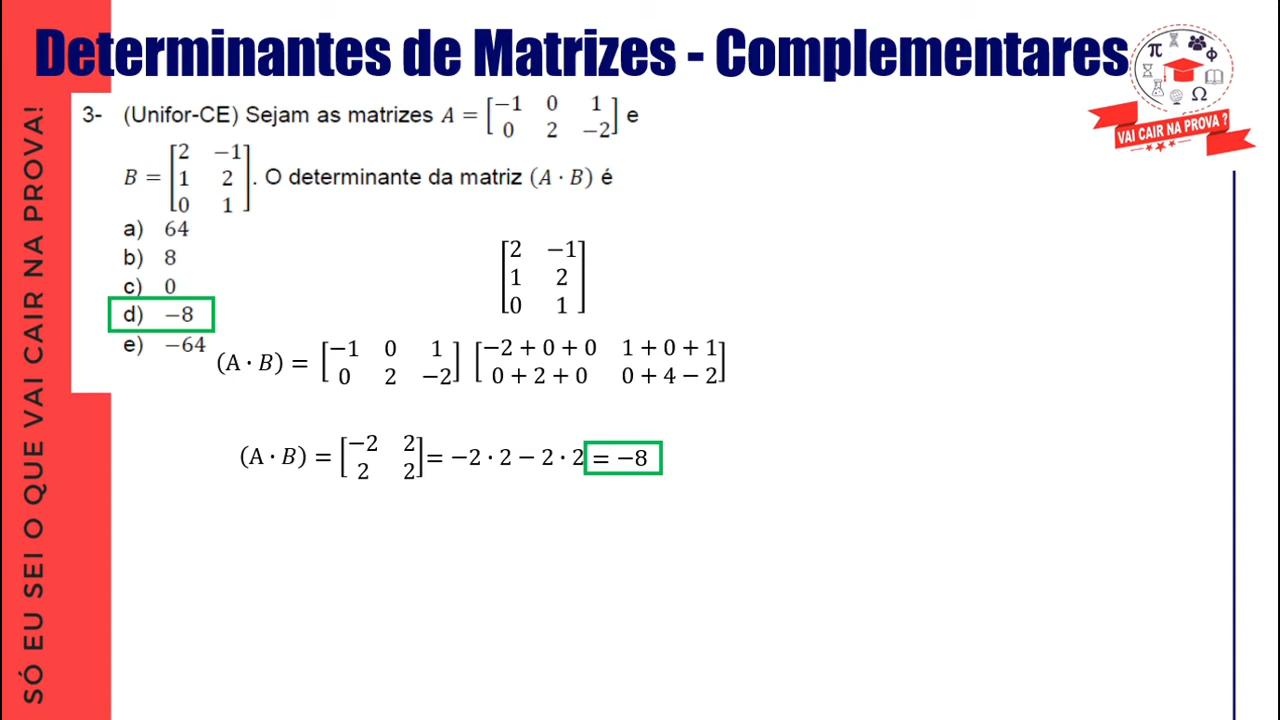 Determinantes de Matrizes - Complementares
π Φ Ω
VAI CAIR NA PROVA ?
SÓ EU SEI O QUE VAI CAIR NA PROVA!
3- (Unifor-CE) Sejam as matrizes A = [−1 0 1
0 2 −2] e
B = [2 −1
1 2
0 1]. O determinante da matriz (A · B) é
a) 64
b) 8
c) 0
d) −8
e) −64
[2 −1
1 2
0 1]
(A · B) = [−1 0 1 [−2 + 0 + 0 1 + 0 + 1
0 2 −2] 0 + 2 + 0 0 + 4 − 2]
(A · B) = [−2 2
2 2] = −2 · 2 − 2 · 2 = −8